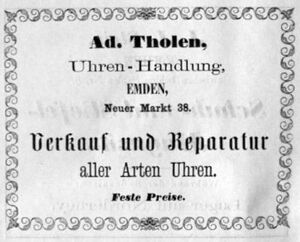 Ad. Tholen,
Uhren-Handlung,
EMDEN,
Neuer Markt 38.
Verkauf und Reparatur
aller Arten Uhren.
Feste Preise.